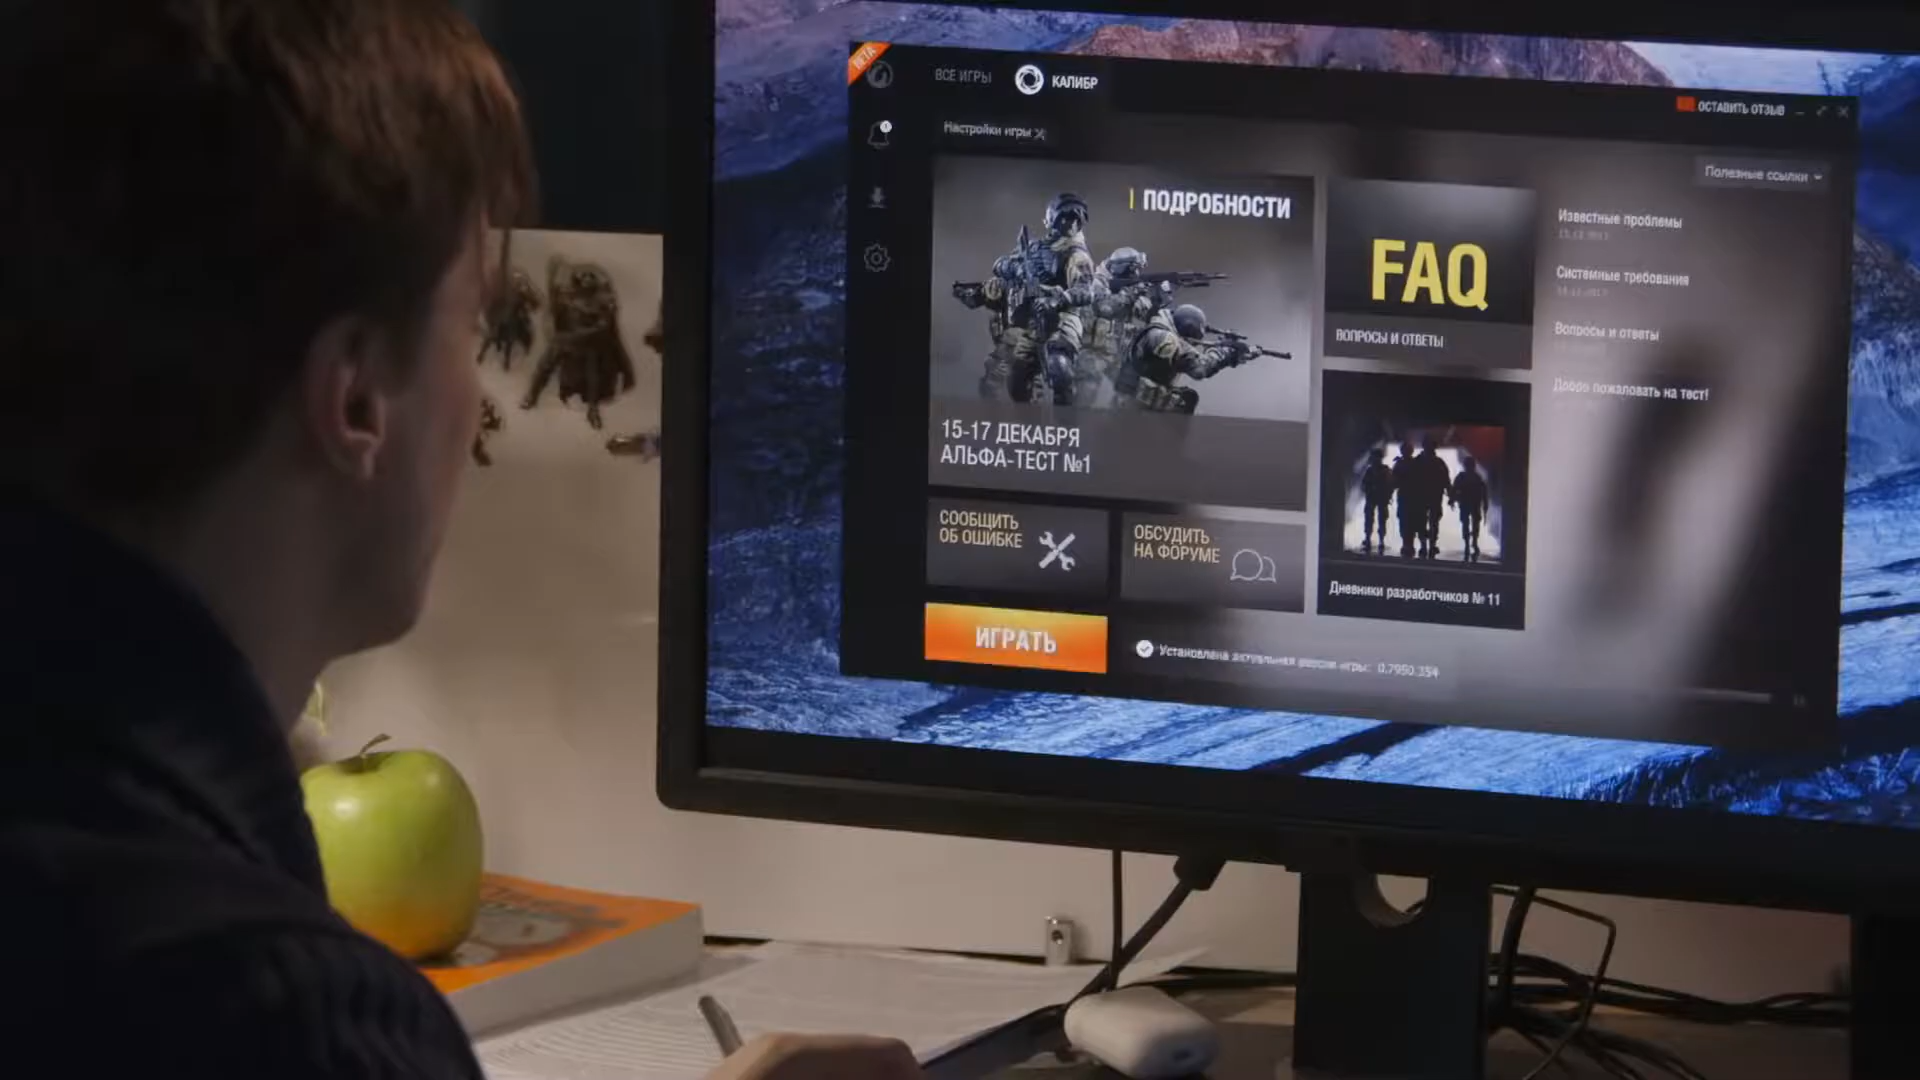 BETA
ВСЕ ИГРЫ
КАЛИБР
ОСТАВИТЬ ОТЗЫВ
Настройки игры
Полезные ссылки
ПОДРОБНОСТИ
15-17 ДЕКАБРЯ
АЛЬФА-ТЕСТ №1
FAQ
ВОПРОСЫ И ОТВЕТЫ
Известные проблемы
Системные требования
Вопросы и ответы
Добро пожаловать на тест!
СООБЩИТЬ
ОБ ОШИБКЕ
ОБСУДИТЬ
НА ФОРУМЕ
Дневники разработчиков № 11
ИГРАТЬ
Установлена актуальная версия игры: 0.7950.354